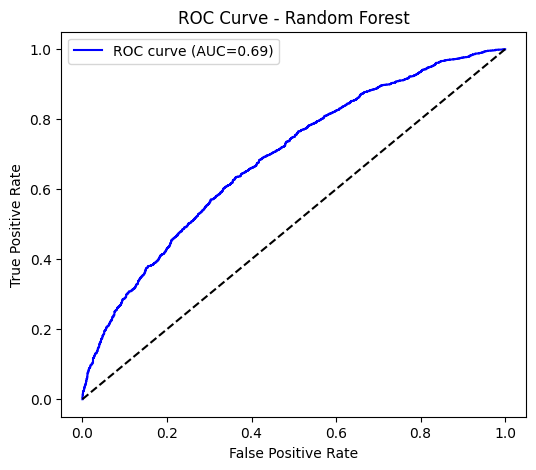 ROC Curve - Random Forest
ROC curve (AUC=0.69)
True Positive Rate
1.0
0.8
0.6
0.4
0.2
0.0
0.0 0.2 0.4 0.6 0.8 1.0
False Positive Rate